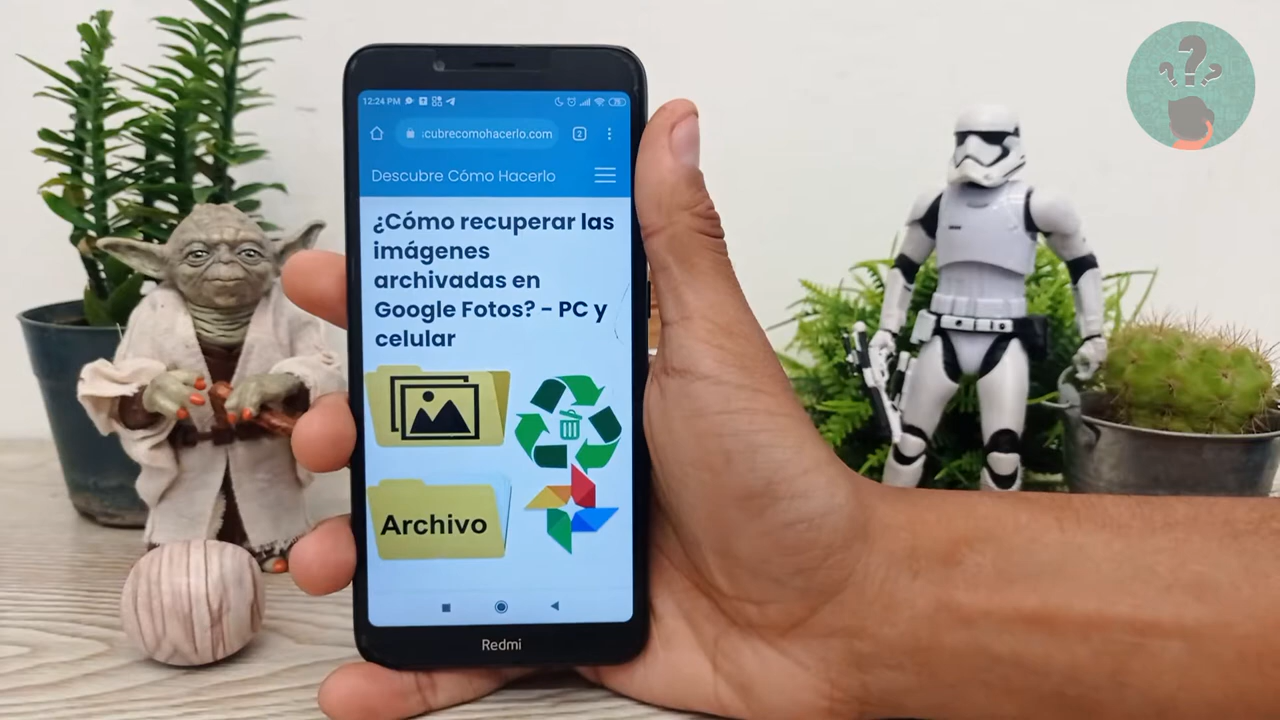 12:24 PM
cubrecomohacerlo.com
2
Descubre Cómo Hacerlo
¿Cómo recuperar las
imágenes
archivadas en
Google Fotos? - PC y
celular
Archivo
Redmi
???